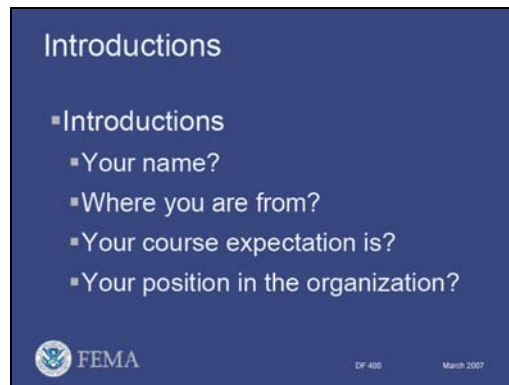 Introductions
▪Introductions
▪Your name?
▪Where you are from?
▪Your course expectation is?
▪Your position in the organization?
FEMA
DF 400
March 2007